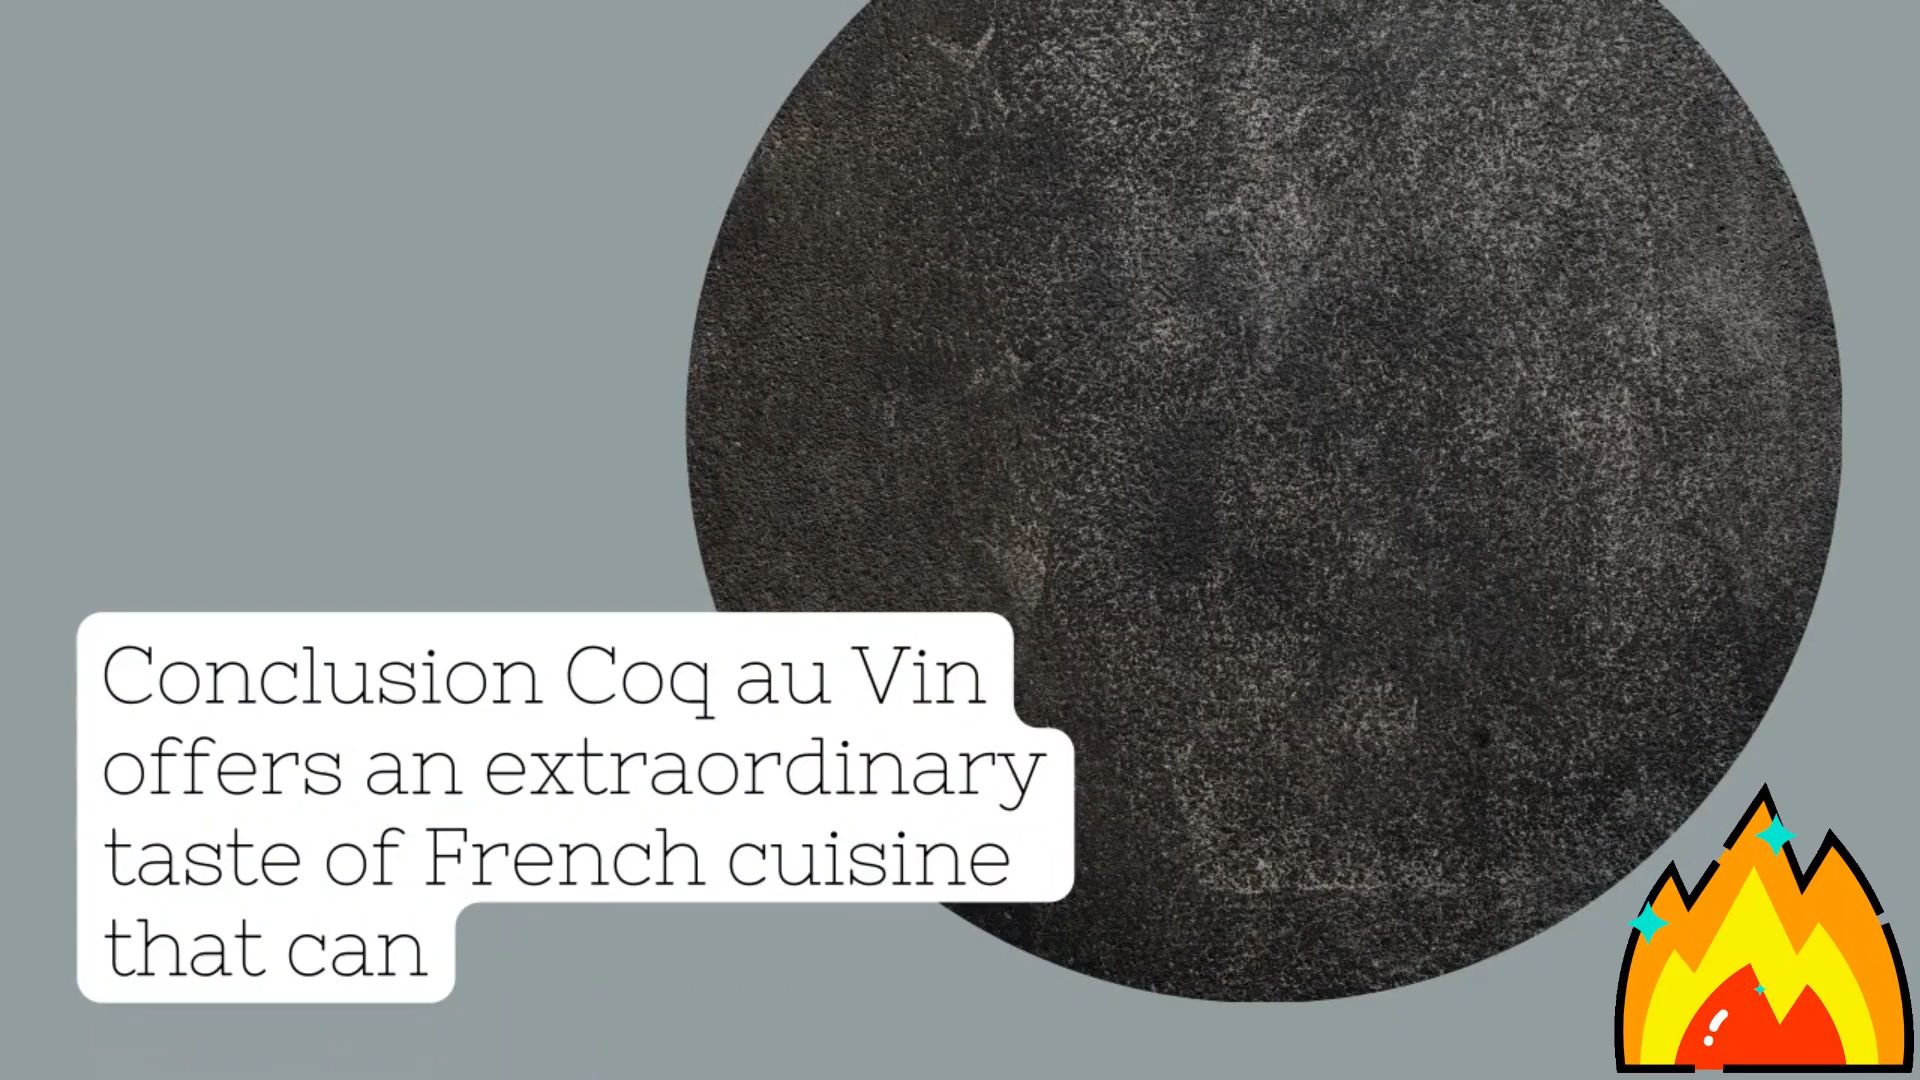 Conclusion Coq au Vin
offers an extraordinary
taste of French cuisine
that can